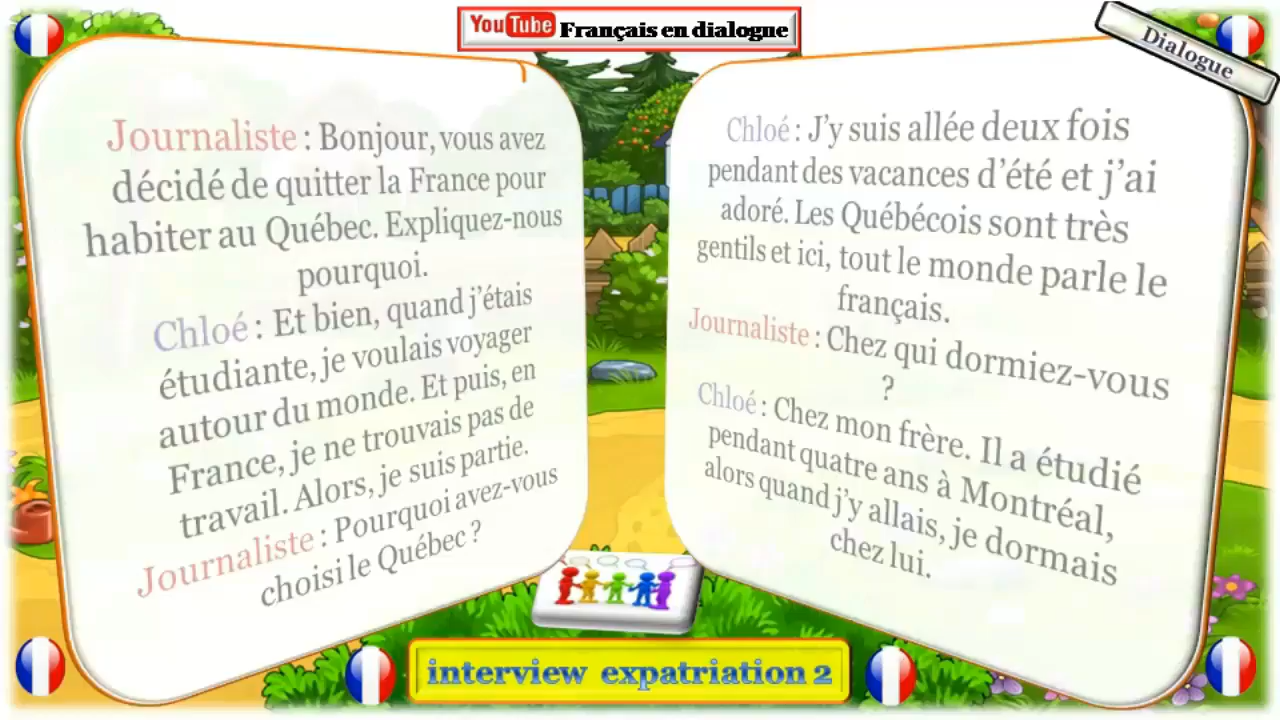 YouTube Français en dialogue
Dialogue
Journaliste : Bonjour, vous avez
décidé de quitter la France pour
habiter au Québec. Expliquez-nous
pourquoi.
Chloé : Et bien, quand j'étais
étudiante, je voulais voyager
autour du monde. Et puis, en
France, je ne trouvais pas de
travail. Alors, je suis partie.
Journaliste : Pourquoi avez-vous
choisi le Québec ?
Chloé : J'y suis allée deux fois
pendant des vacances d'été et j'ai
adoré. Les Québécois sont très
gentils et ici, tout le monde parle le
français.
Journaliste : Chez qui dormiez-vous
?
Chloé : Chez mon frère. Il a étudié
pendant quatre ans à Montréal,
alors quand j'y allais, je dormais
chez lui.
interview expatriation 2